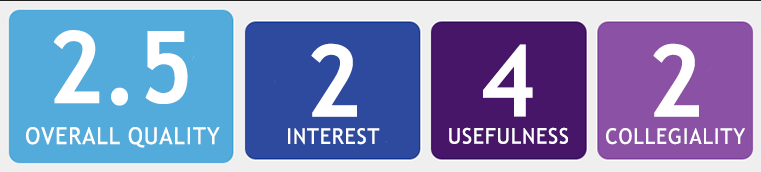 2.5
OVERALL QUALITY
2
INTEREST
4
USEFULNESS
2
COLLEGIALITY